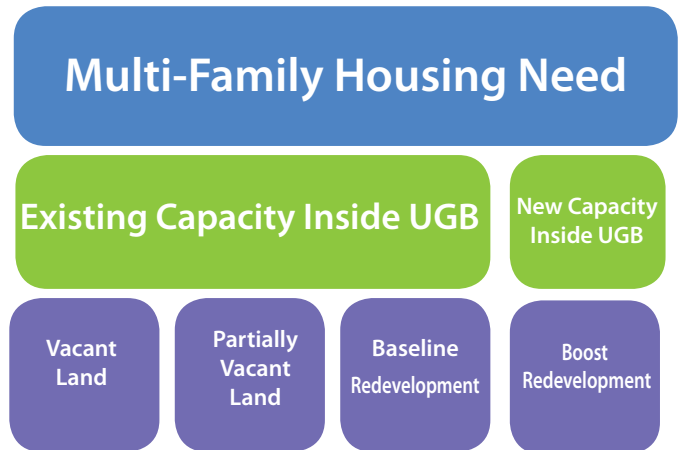 Multi-Family Housing Need
Existing Capacity Inside UGB
New Capacity
Inside UGB
Vacant
Land
Partially
Vacant
Land
Baseline
Redevelopment
Boost
Redevelopment